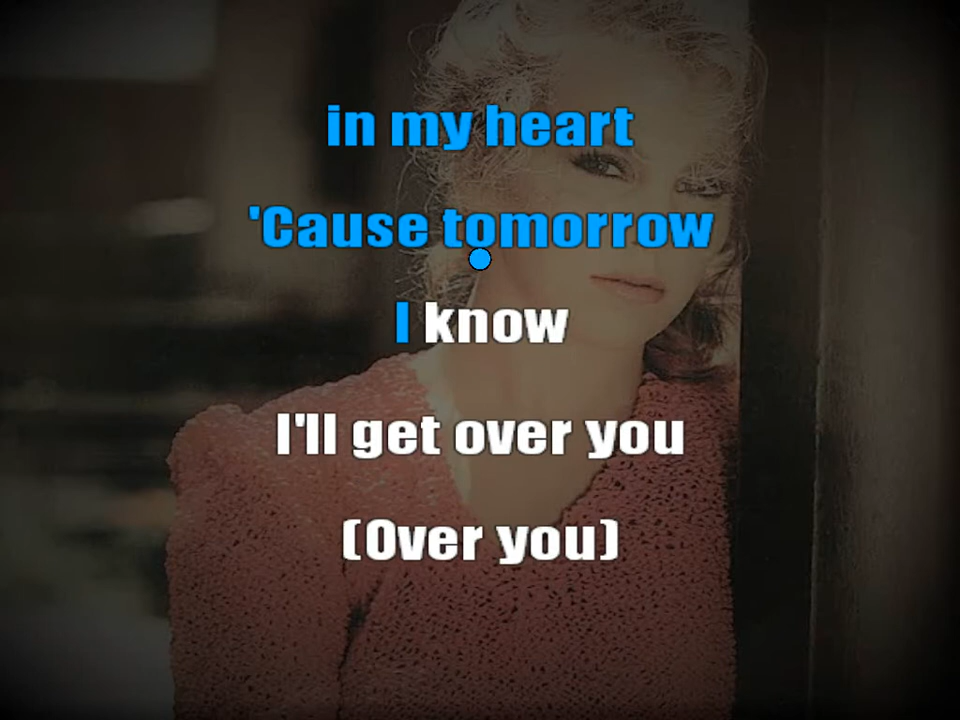 in my heart
'Cause tomorrow
I know
I'll get over you
(Over you)